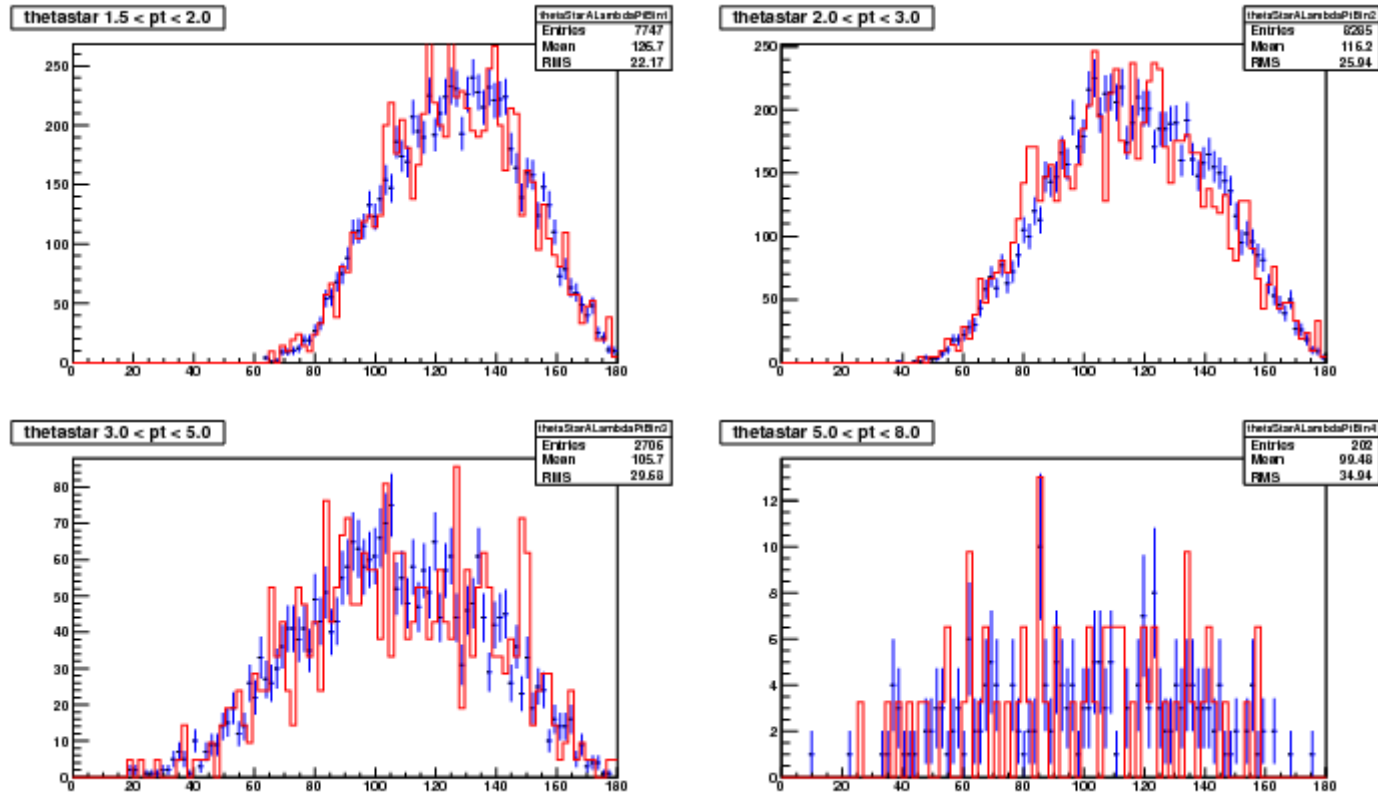 thetastar 1.5 < pt < 2.0
thetaStarALambdaPtBin1
Entries 7747
Mean 125.7
RMS 22.17
250
200
150
100
50
0
0 20 40 60 80 100 120 140 160 180
thetastar 2.0 < pt < 3.0
thetaStarALambdaPtBin2
Entries 8285
Mean 116.2
RMS 25.94
250
200
150
100
50
0
0 20 40 60 80 100 120 140 160 180
thetastar 3.0 < pt < 5.0
thetaStarALambdaPtBin3
Entries 2706
Mean 105.7
RMS 29.68
80
70
60
50
40
30
20
10
0
0 20 40 60 80 100 120 140 160 180
thetastar 5.0 < pt < 8.0
thetaStarALambdaPtBin4
Entries 202
Mean 99.48
RMS 34.94
12
10
8
6
4
2
0
0 20 40 60 80 100 120 140 160 180